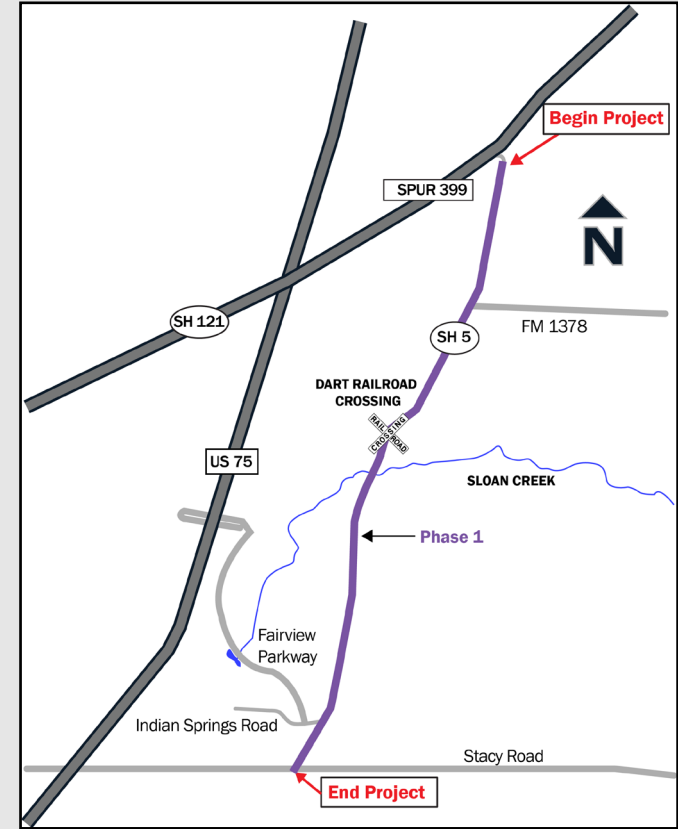 Begin Project
SPUR 399
N
SH 121
FM 1378
SH 5
DART RAILROAD
CROSSING
RAIL ROAD
CROSSING
US 75
SLOAN CREEK
Phase 1
Fairview
Parkway
Indian Springs Road
Stacy Road
End Project